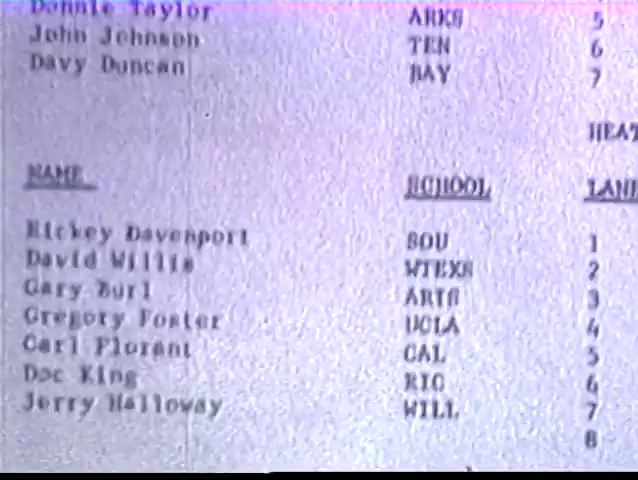 Donnie Taylor ARKS 5
John Johnson TEN 6
Davy Duncan BAY 7
HEAT
NAME SCHOOL LANE
Rickey Davenport SOU 1
David Willis WTEXS 2
Gary Burl 3
Gregory Foster UCLA 4
Carl Florant CAL 5
Doc King RIC 6
Jerry Halloway WILL 7
8